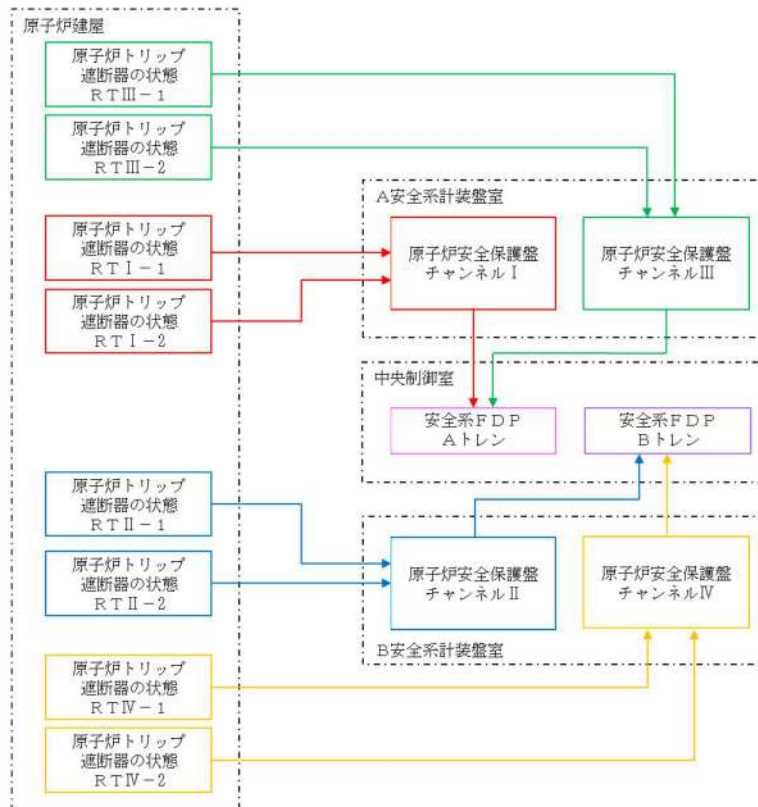 原子炉建屋
原子炉トリップ
遮断器の状態
ＲＴⅢ－１
原子炉トリップ
遮断器の状態
ＲＴⅢ－２
原子炉トリップ
遮断器の状態
ＲＴⅠ－１
原子炉トリップ
遮断器の状態
ＲＴⅠ－２
Ａ安全系計装盤室
原子炉安全保護盤
チャンネルⅠ
原子炉安全保護盤
チャンネルⅢ
中央制御室
安全系ＦＤＰ
Ａトレン
安全系ＦＤＰ
Ｂトレン
原子炉トリップ
遮断器の状態
ＲＴⅡ－１
原子炉トリップ
遮断器の状態
ＲＴⅡ－２
原子炉安全保護盤
チャンネルⅡ
原子炉安全保護盤
チャンネルⅣ
Ｂ安全系計装盤室
原子炉トリップ
遮断器の状態
ＲＴⅣ－１
原子炉トリップ
遮断器の状態
ＲＴⅣ－２